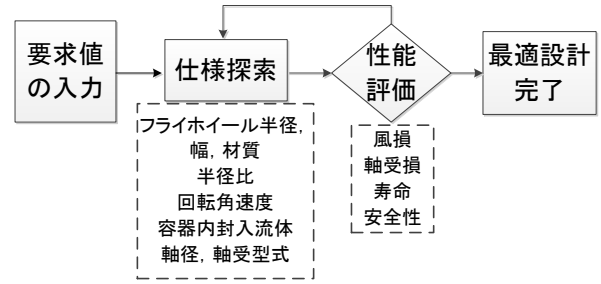 要求値
の入力
仕様探索
性能
評価
最適設計
完了
フライホイール半径,
幅, 材質
半径比
回転角速度
容器内封入流体
軸径, 軸受型式
風損
軸受損
寿命
安全性